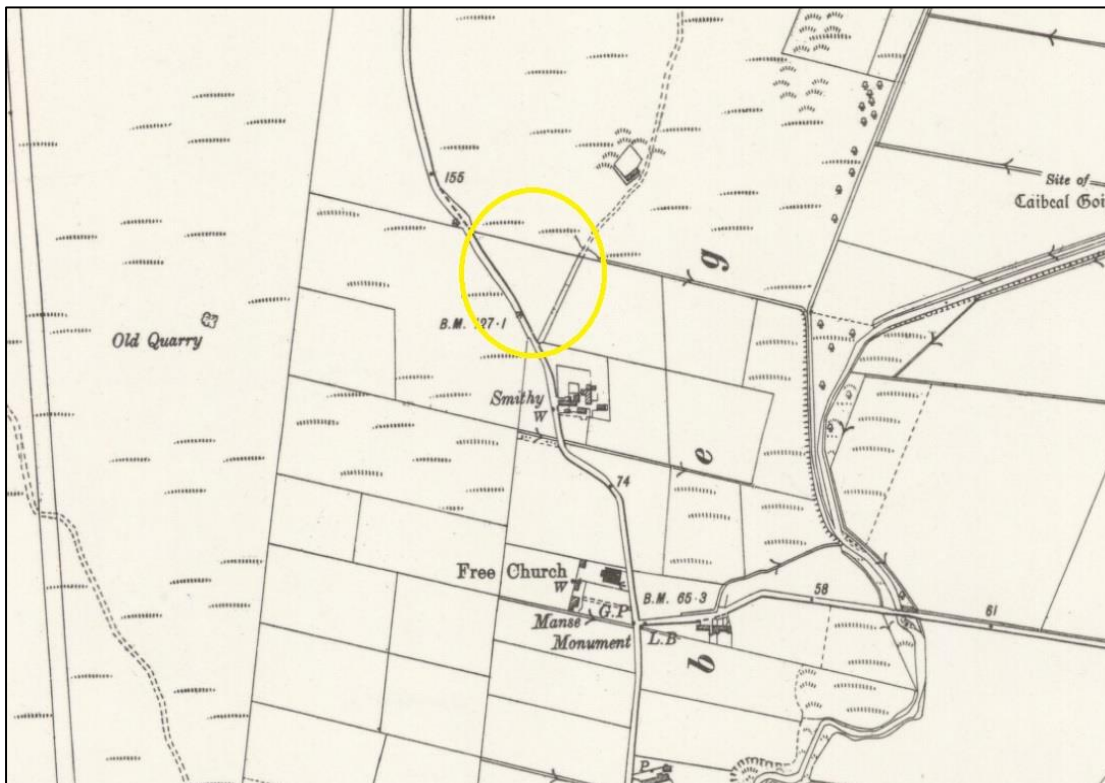 155
Site of
Caibeal Goi
g
Old Quarry
B.M. 127·1
Smithy
W
e
74
Free Church
W
B.M. 65·3
58
61
G.P
Manse
Monument
L.B
b
P